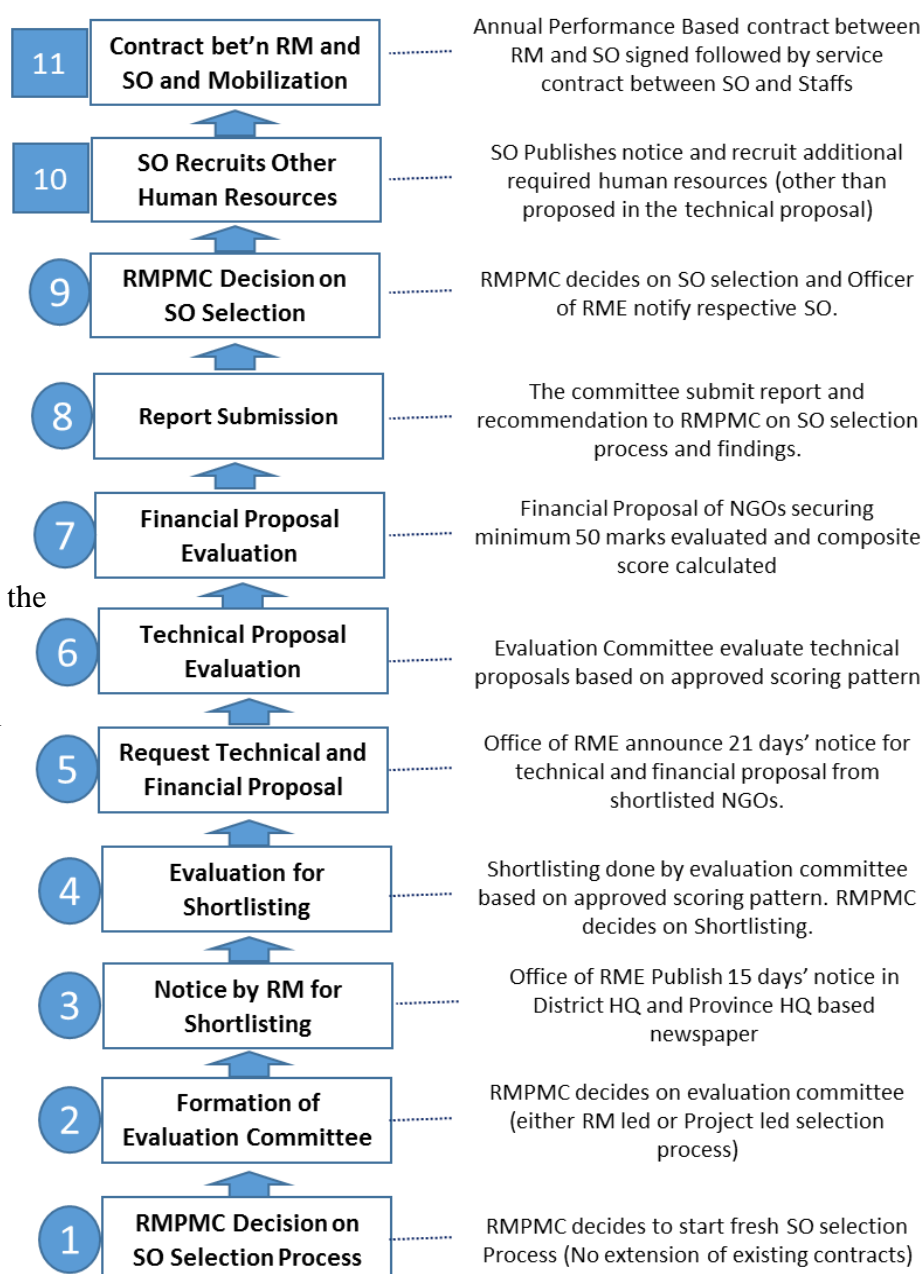 11
Contract bet'n RM and
SO and Mobilization
Annual Performance Based contract between
RM and SO signed followed by service
contract between SO and Staffs
10
SO Recruits Other
Human Resources
SO Publishes notice and recruit additional
required human resources (other than
proposed in the technical proposal)
9
RMPMC Decision on
SO Selection
RMPMC decides on SO selection and Officer
of RME notify respective SO.
8
Report Submission
The committee submit report and
recommendation to RMPMC on SO selection
process and findings.
7
Financial Proposal
Evaluation
Financial Proposal of NGOs securing
minimum 50 marks evaluated and composite
score calculated
the
6
Technical Proposal
Evaluation
Evaluation Committee evaluate technical
proposals based on approved scoring pattern
5
Request Technical and
Financial Proposal
Office of RME announce 21 days’ notice for
technical and financial proposal from
shortlisted NGOs.
4
Evaluation for
Shortlisting
Shortlisting done by evaluation committee
based on approved scoring pattern. RMPMC
decides on Shortlisting.
3
Notice by RM for
Shortlisting
Office of RME Publish 15 days’ notice in
District HQ and Province HQ based
newspaper
2
Formation of
Evaluation Committee
RMPMC decides on evaluation committee
(either RM led or Project led selection
process)
1
RMPMC Decision on
SO Selection Process
RMPMC decides to start fresh SO selection
Process (No extension of existing contracts)